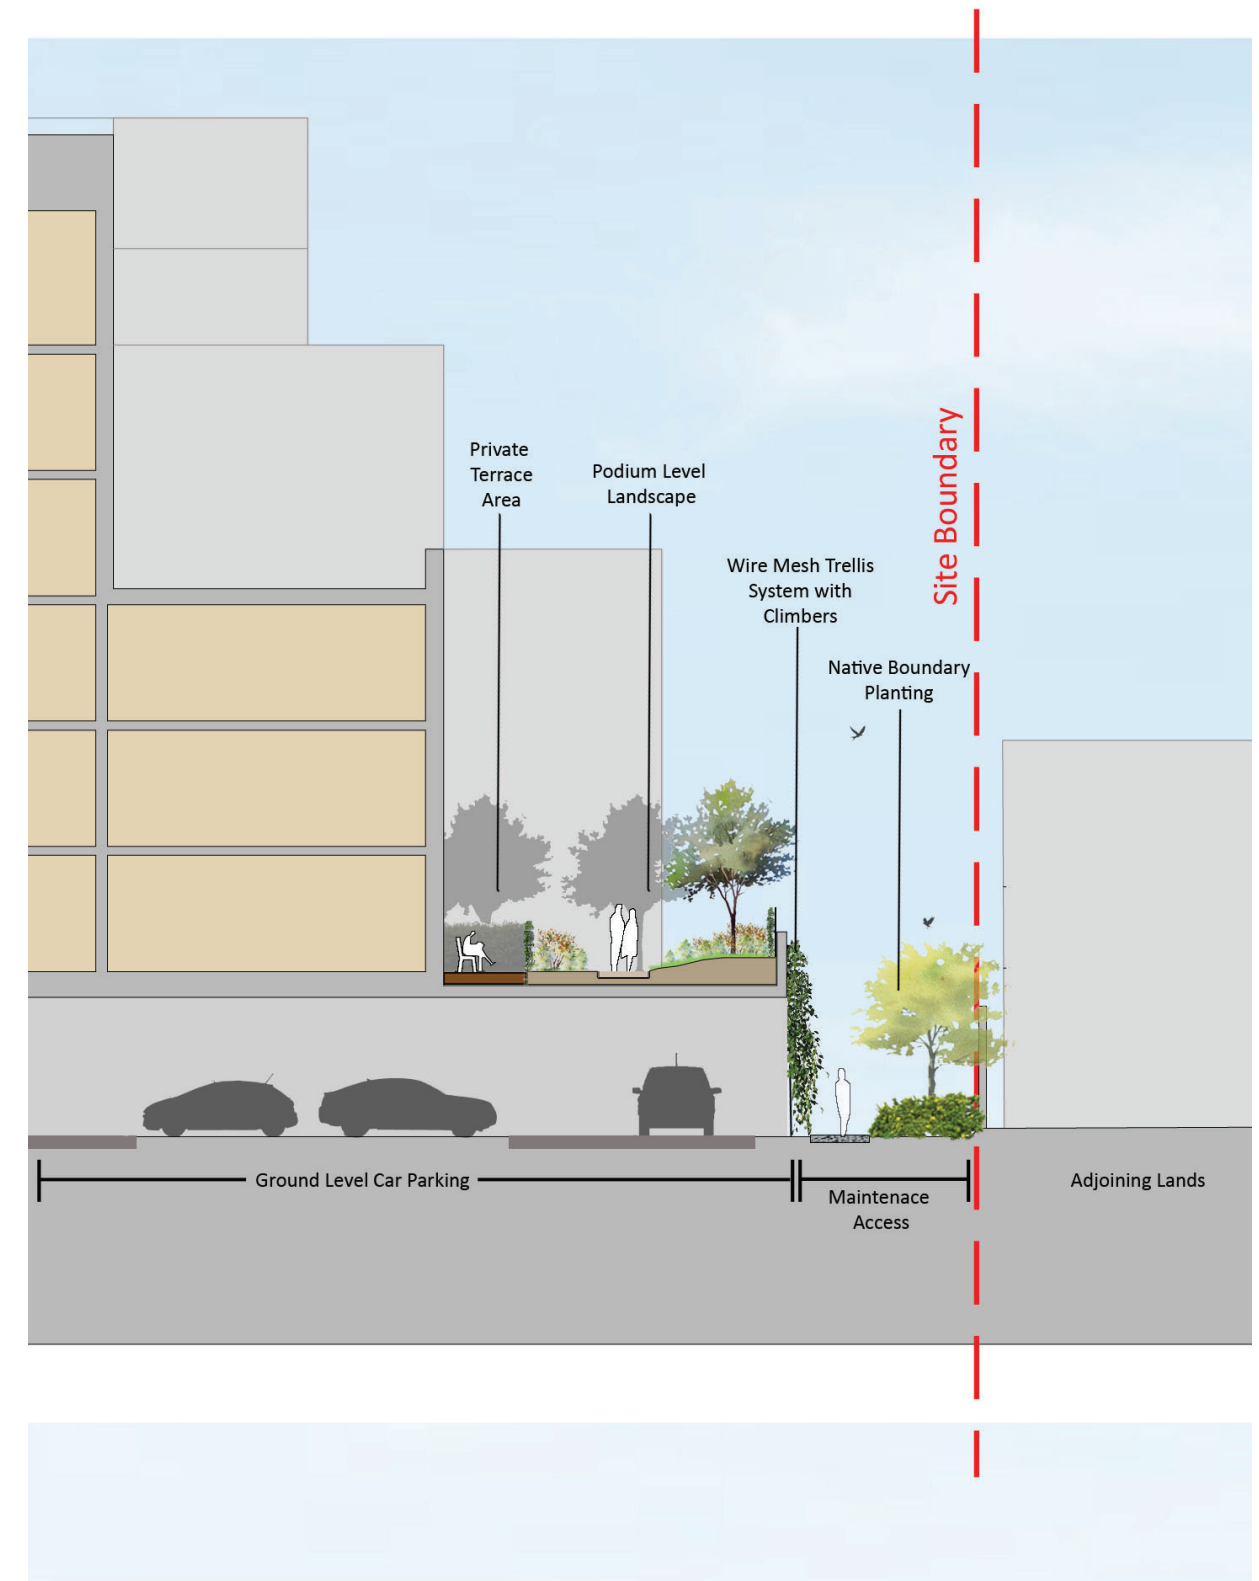 Site Boundary
Private
Terrace
Area
Podium Level
Landscape
Wire Mesh Trellis
System with
Climbers
Native Boundary
Planting
Ground Level Car Parking
Maintenace
Access
Adjoining Lands